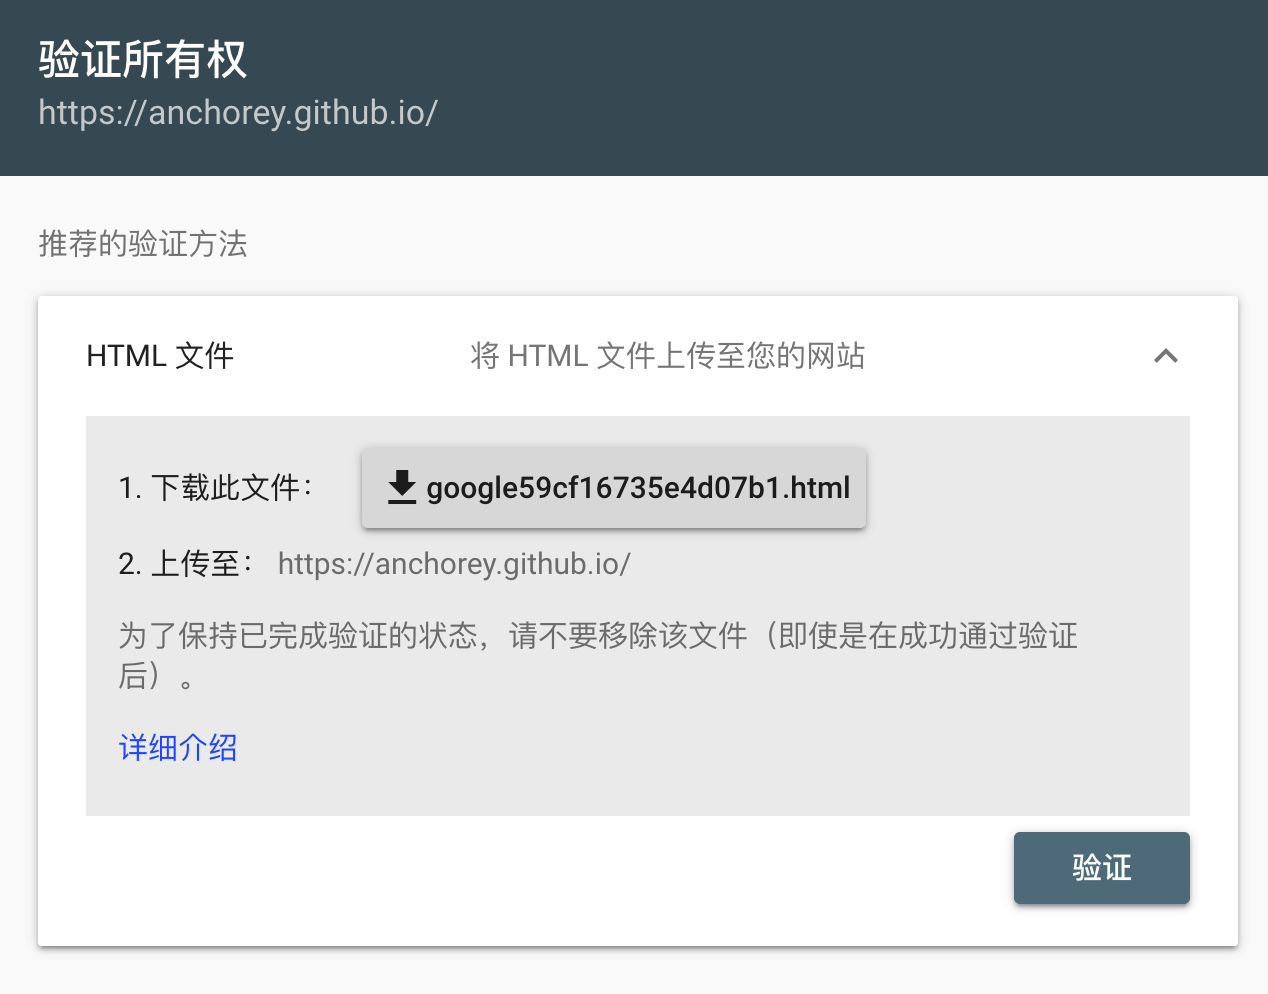 验证所有权
https://anchorey.github.io/
推荐的验证方法
HTML 文件
将 HTML 文件上传至您的网站
1. 下载此文件：
google59cf16735e4d07b1.html
2. 上传至： https://anchorey.github.io/
为了保持已完成验证的状态，请不要移除该文件（即使是在成功通过验证
后）。
详细介绍
验证